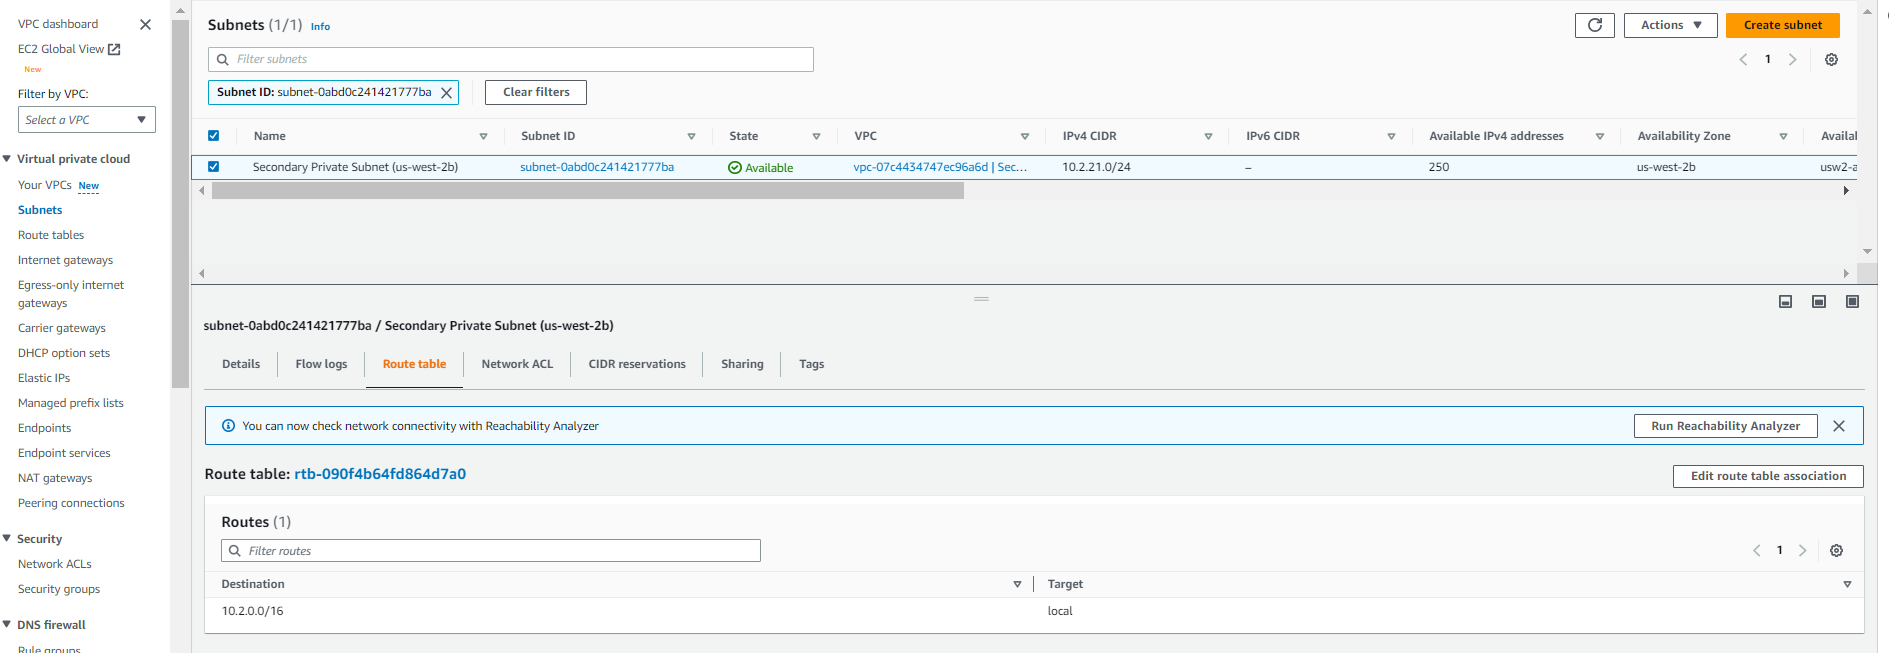 VPC dashboard
EC2 Global View
New
Filter by VPC:
Select a VPC
Virtual private cloud
Your VPCs New
Subnets
Route tables
Internet gateways
Egress-only internet
gateways
Carrier gateways
DHCP option sets
Elastic IPs
Managed prefix lists
Endpoints
Endpoint services
NAT gateways
Peering connections
Security
Network ACLs
Security groups
DNS firewall
Rule groups
Subnets (1/1) Info
Actions
Create subnet
Filter subnets
1
Subnet ID: subnet-0abd0c241421777ba
Clear filters
Name Subnet ID State VPC IPv4 CIDR IPv6 CIDR Available IPv4 addresses Availability Zone Availal
Secondary Private Subnet (us-west-2b) subnet-0abd0c241421777ba Available vpc-07c4434747ec96a6d | Sec... 10.2.21.0/24 – 250 us-west-2b usw2-a
subnet-0abd0c241421777ba / Secondary Private Subnet (us-west-2b)
Details Flow logs Route table Network ACL CIDR reservations Sharing Tags
You can now check network connectivity with Reachability Analyzer
Run Reachability Analyzer
Route table: rtb-090f4b64fd864d7a0
Edit route table association
Routes (1)
Filter routes
1
Destination Target
10.2.0.0/16 local